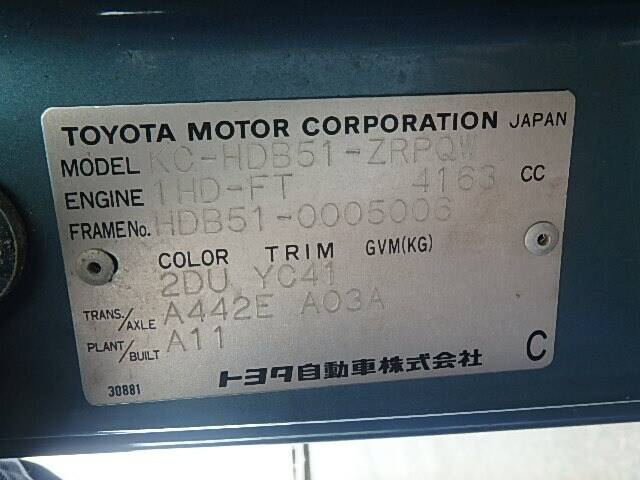 TOYOTA MOTOR CORPORATION JAPAN
MODEL KC-HDB51-ZRPQW
ENGINE 1HD-FT 4163 CC
FRAME No. HDB51-0005006
COLOR TRIM GVM(KG)
2DU YC41
TRANS./AXLE A442E A03A
PLANT/BUILT A11
30881 トヨタ自動車株式会社 C